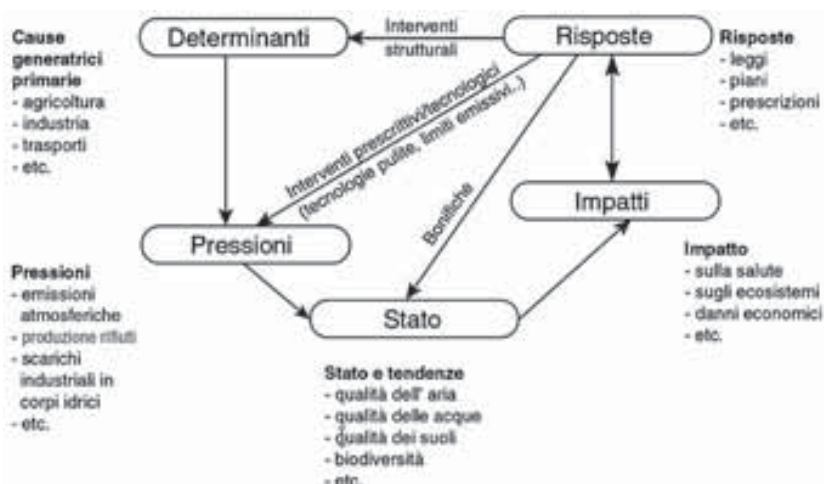 Cause
generatrici
primarie
- agricoltura
- industria
- trasporti
- etc.
Determinanti
Interventi
strutturali
Risposte
Risposte
- leggi
- piani
- prescrizioni
- etc.
Interventi prescrittivi/tecnologici
(tecnologie pulite, limiti emissivi..)
Bonifiche
Impatti
Pressioni
Impatto
- sulla salute
- sugli ecosistemi
- danni economici
- etc.
Pressioni
- emissioni
atmosferiche
- produzione rifiuti
- scarichi
industriali in
corpi idrici
- etc.
Stato
Stato e tendenze
- qualità dell' aria
- qualità delle acque
- qualità dei suoli
- biodiversità
- etc.